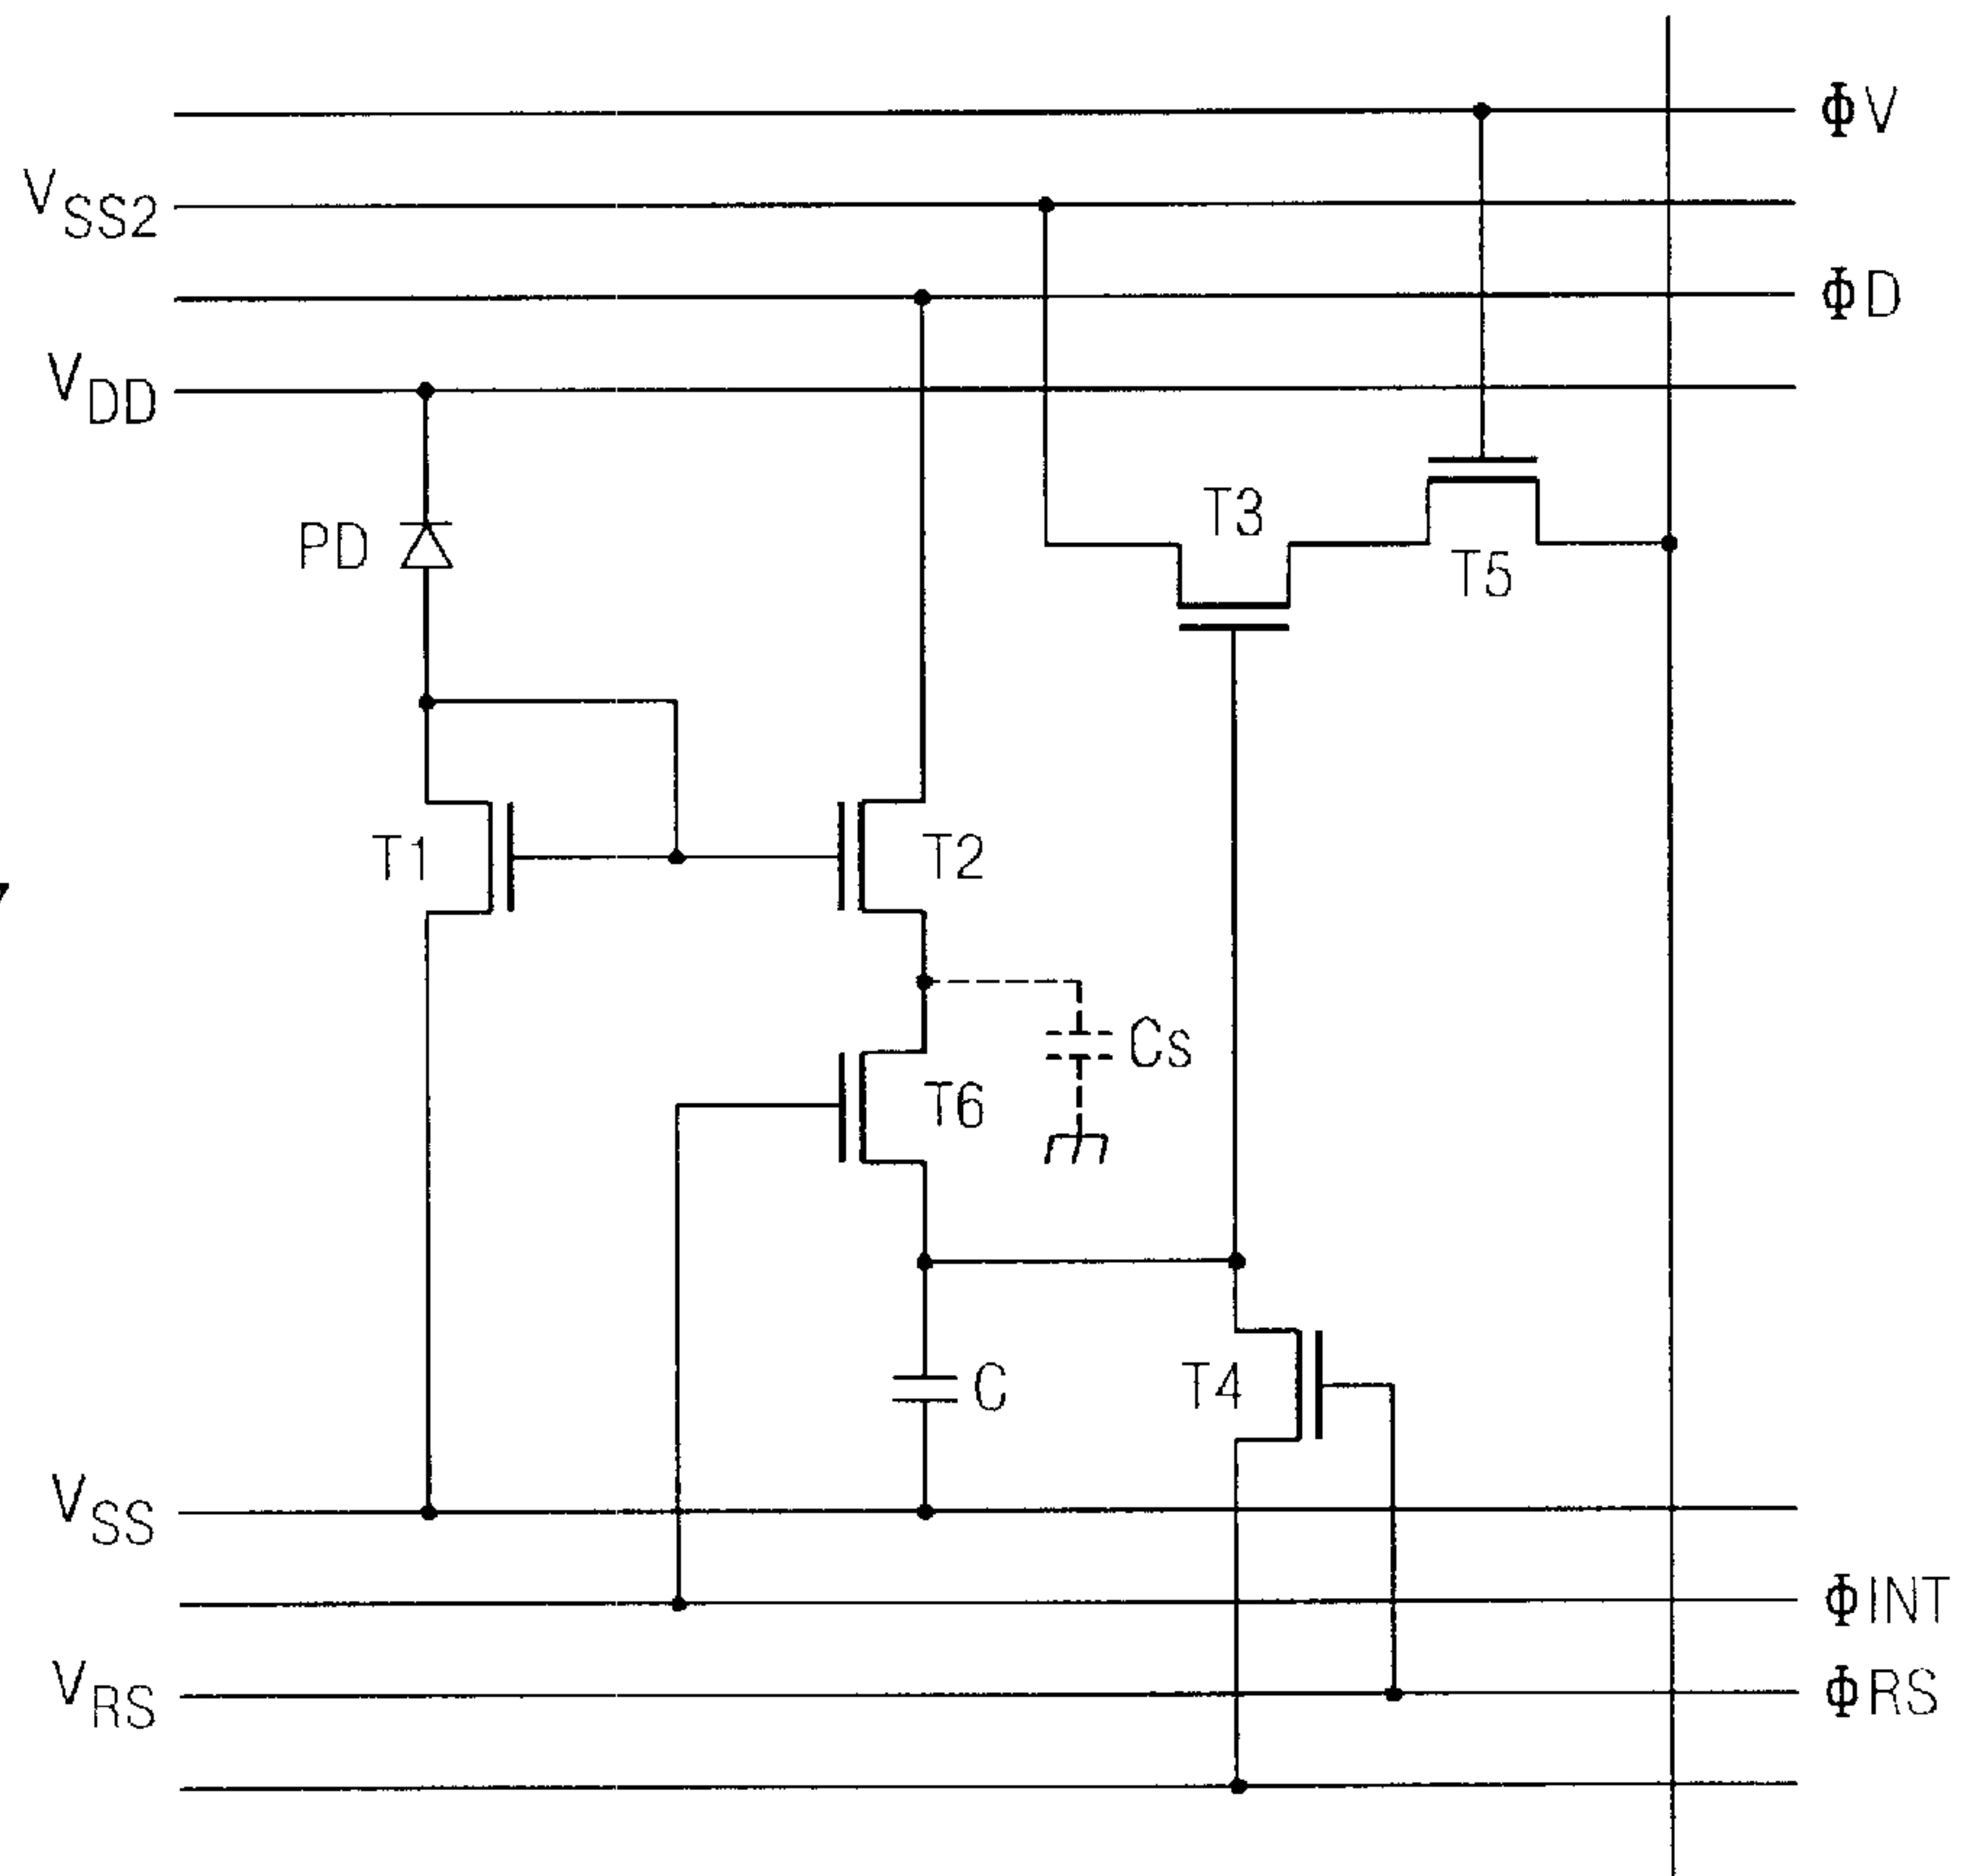 ΦV
VSS2
ΦD
VDD
PD
T3
T5
T1
T2
Cs
T6
C
T4
VSS
ΦINT
VRS
ΦRS